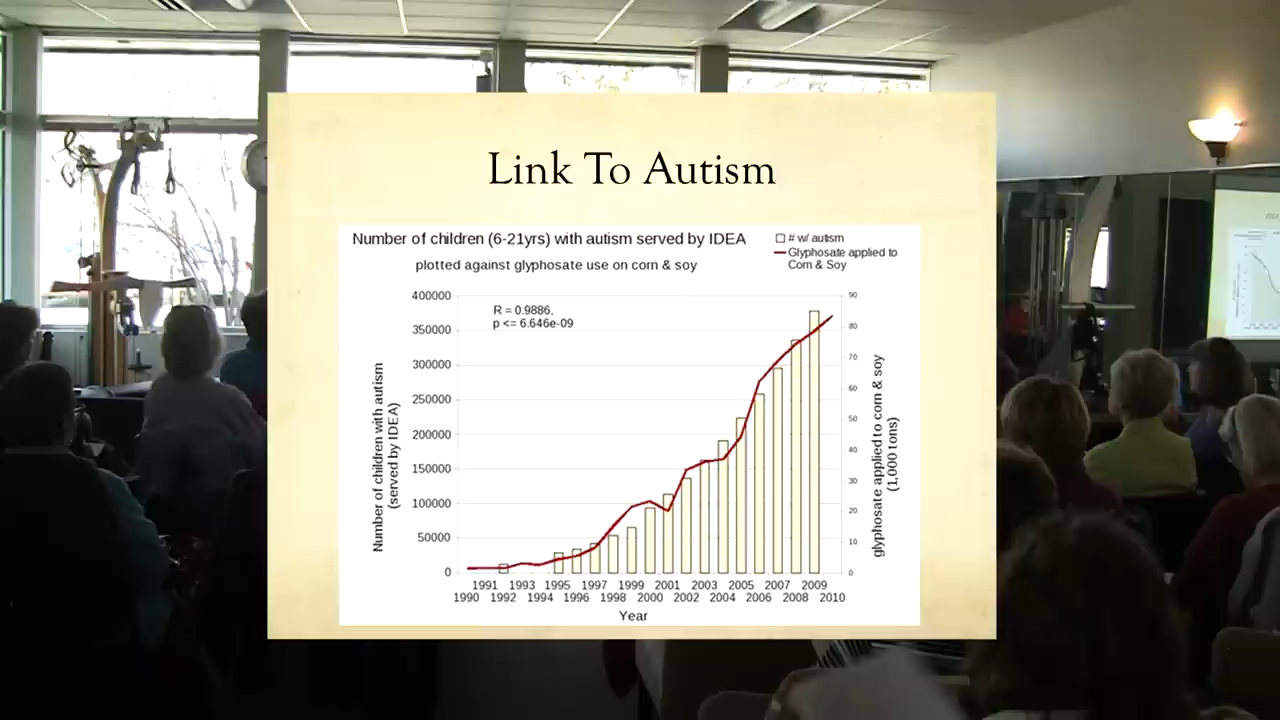 Link To Autism
Number of children (6-21yrs) with autism served by IDEA
plotted against glyphosate use on corn & soy
# w/ autism
Glyphosate applied to
Corn & Soy
R = 0.9886,
p <= 6.646e-09
Number of children with autism
(served by IDEA)
400000
350000
300000
250000
200000
150000
100000
50000
0
90
80
70
60
50
40
30
20
10
0
glyphosate applied to corn & soy
(1,000 tons)
1991 1993 1995 1997 1999 2001 2003 2005 2007 2009
1990 1992 1994 1996 1998 2000 2002 2004 2006 2008 2010
Year